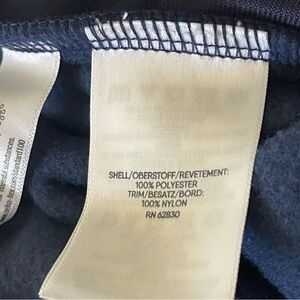 SHELL/OBERSTOFF/REVETEMENT:
100% POLYESTER
TRIM/BESATZ/BORD:
100% NYLON
RN 62830